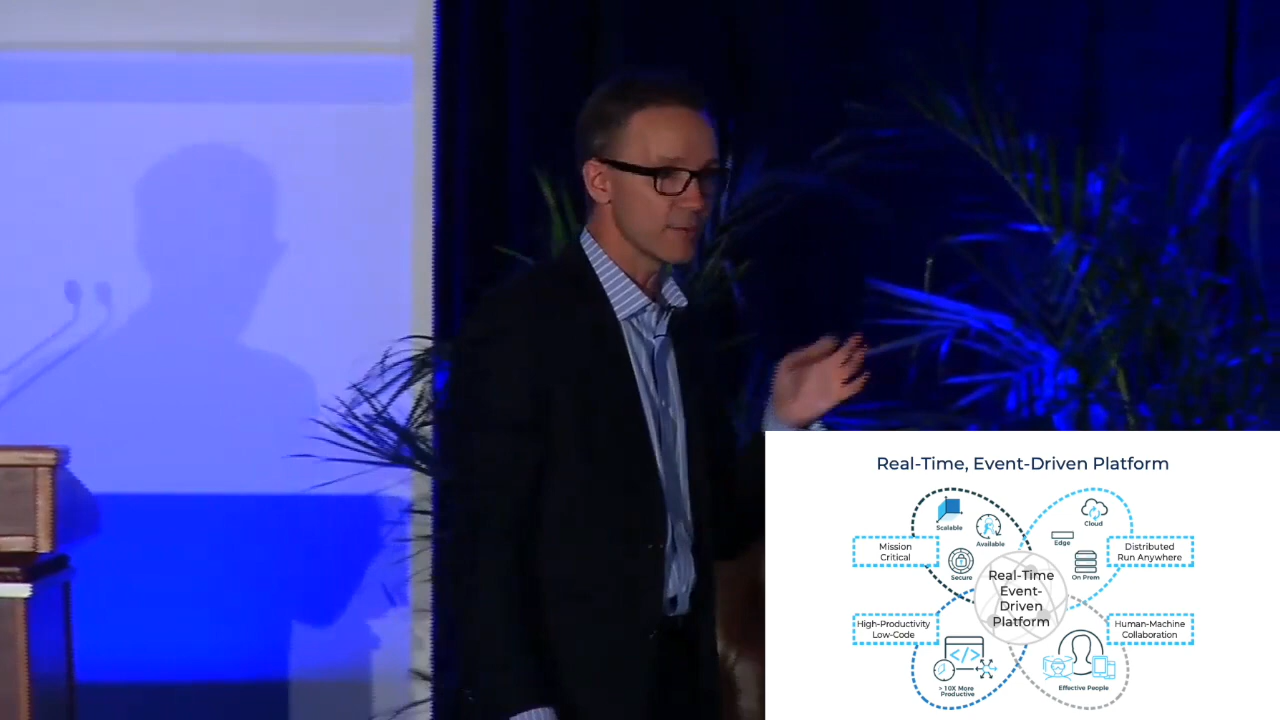 Real-Time, Event-Driven Platform
Scalable
Available
Secure
Cloud
Edge
On Prem
Mission
Critical
Distributed
Run Anywhere
Real-Time
Event-
Driven
Platform
High-Productivity
Low-Code
Human-Machine
Collaboration
</>
> 10X More
Productive
Effective People